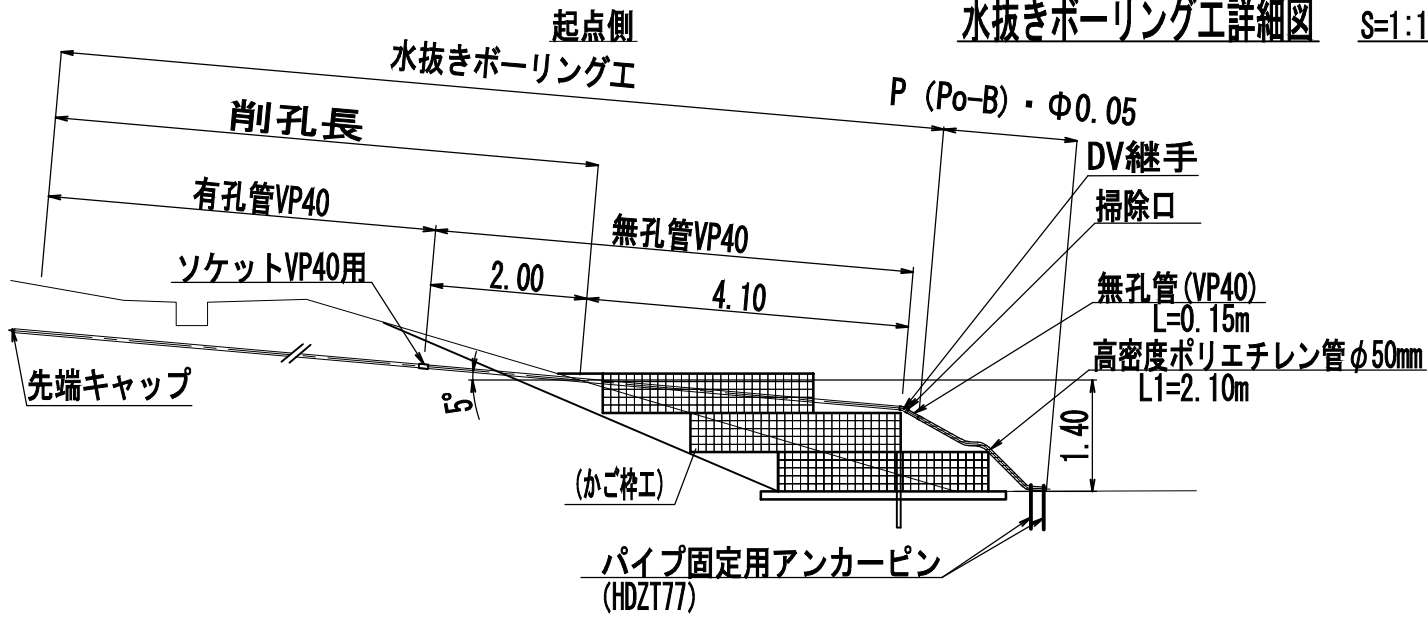 起点側
水抜きボーリング工詳細図 S=1:1
水抜きボーリング工
P (Po-B)・Φ0.05
削孔長
DV継手
有孔管VP40
掃除口
無孔管VP40
ソケットVP40用
2.00
4.10
無孔管(VP40)
L=0.15m
高密度ポリエチレン管φ50mm
L1=2.10m
先端キャップ
5°
1.40
(かご枠工)
パイプ固定用アンカーピン
(HDZT77)